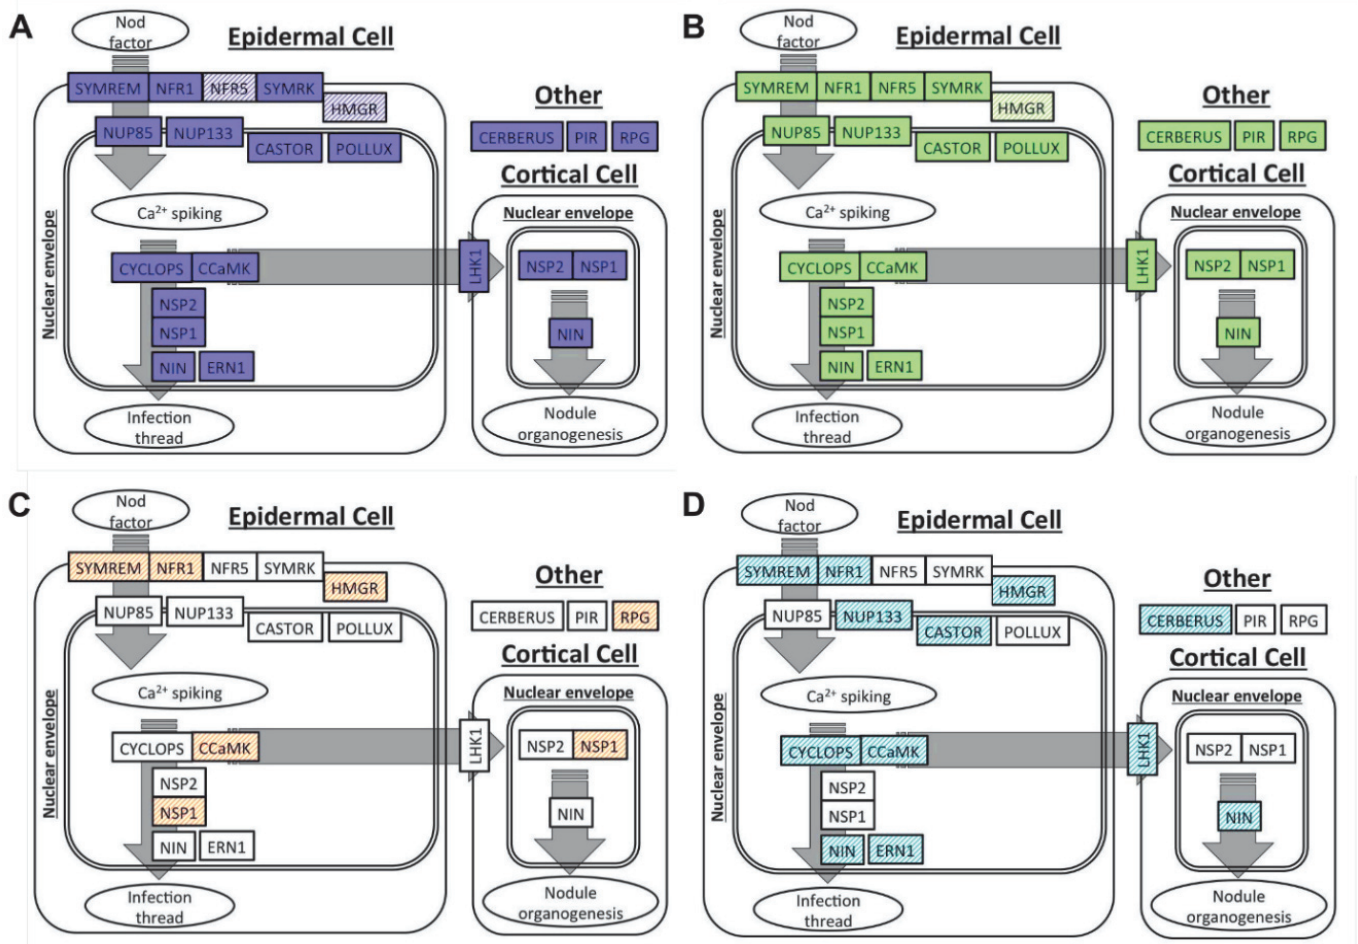 A
Nod
factor
Epidermal Cell
SYMREM NFR1 NFR5 SYMRK
HMGR
NUP85 NUP133
CASTOR POLLUX
Other
CERBERUS PIR RPG
Cortical Cell
Nuclear envelope
Nuclear envelope
Ca²⁺ spiking
CYCLOPS CCaMK
LHK1
NSP2 NSP1
NSP2
NSP1
NIN
NIN ERN1
Infection
thread
Nodule
organogenesis
B
Nod
factor
Epidermal Cell
SYMREM NFR1 NFR5 SYMRK
HMGR
NUP85 NUP133
CASTOR POLLUX
Other
CERBERUS PIR RPG
Cortical Cell
Nuclear envelope
Nuclear envelope
Ca²⁺ spiking
CYCLOPS CCaMK
LHK1
NSP2 NSP1
NSP2
NSP1
NIN
NIN ERN1
Infection
thread
Nodule
organogenesis
C
Nod
factor
Epidermal Cell
SYMREM NFR1 NFR5 SYMRK
HMGR
NUP85 NUP133
CASTOR POLLUX
Other
CERBERUS PIR RPG
Cortical Cell
Nuclear envelope
Nuclear envelope
Ca²⁺ spiking
CYCLOPS CCaMK
LHK1
NSP2 NSP1
NSP2
NSP1
NIN
NIN ERN1
Infection
thread
Nodule
organogenesis
D
Nod
factor
Epidermal Cell
SYMREM NFR1 NFR5 SYMRK
HMGR
NUP85 NUP133
CASTOR POLLUX
Other
CERBERUS PIR RPG
Cortical Cell
Nuclear envelope
Nuclear envelope
Ca²⁺ spiking
CYCLOPS CCaMK
LHK1
NSP2 NSP1
NSP2
NSP1
NIN
NIN ERN1
Infection
thread
Nodule
organogenesis